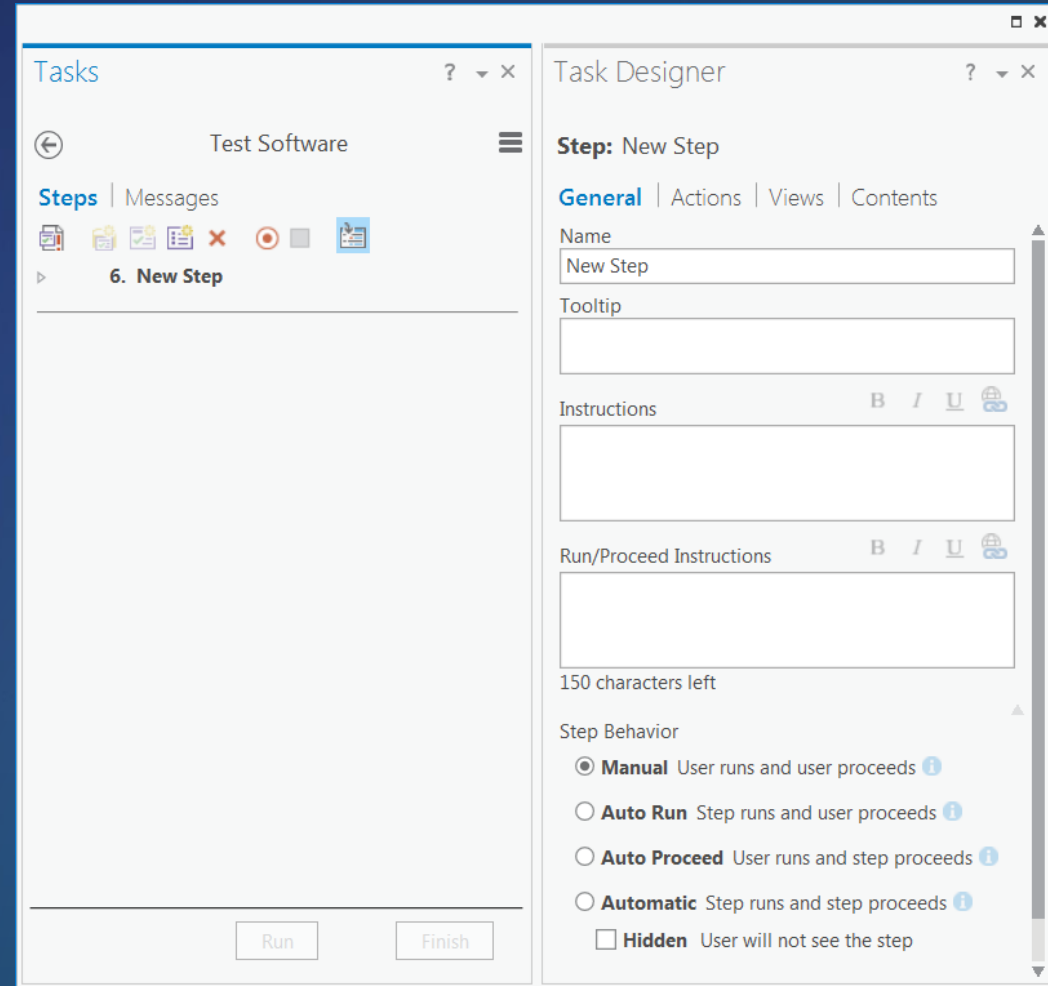 Tasks
Test Software
Steps | Messages
6. New Step
Run
Finish
Task Designer
Step: New Step
General | Actions | Views | Contents
Name
New Step
Tooltip
Instructions
B I U
Run/Proceed Instructions
B I U
150 characters left
Step Behavior
Manual User runs and user proceeds
Auto Run Step runs and user proceeds
Auto Proceed User runs and step proceeds
Automatic Step runs and step proceeds
Hidden User will not see the step